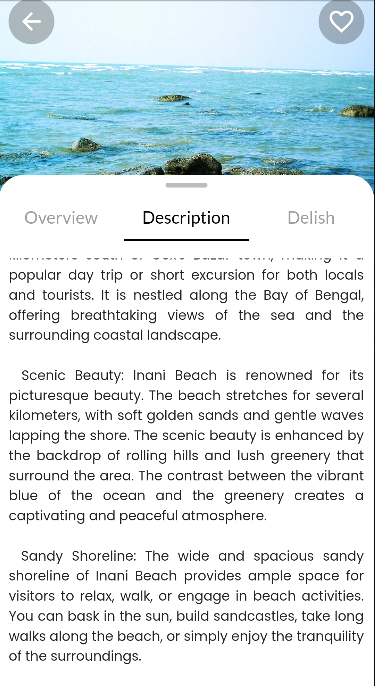 Overview Description Delish
popular day trip or short excursion for both locals
and tourists. It is nestled along the Bay of Bengal,
offering breathtaking views of the sea and the
surrounding coastal landscape.
Scenic Beauty: Inani Beach is renowned for its
picturesque beauty. The beach stretches for several
kilometers, with soft golden sands and gentle waves
lapping the shore. The scenic beauty is enhanced by
the backdrop of rolling hills and lush greenery that
surround the area. The contrast between the vibrant
blue of the ocean and the greenery creates a
captivating and peaceful atmosphere.
Sandy Shoreline: The wide and spacious sandy
shoreline of Inani Beach provides ample space for
visitors to relax, walk, or engage in beach activities.
You can bask in the sun, build sandcastles, take long
walks along the beach, or simply enjoy the tranquility
of the surroundings.